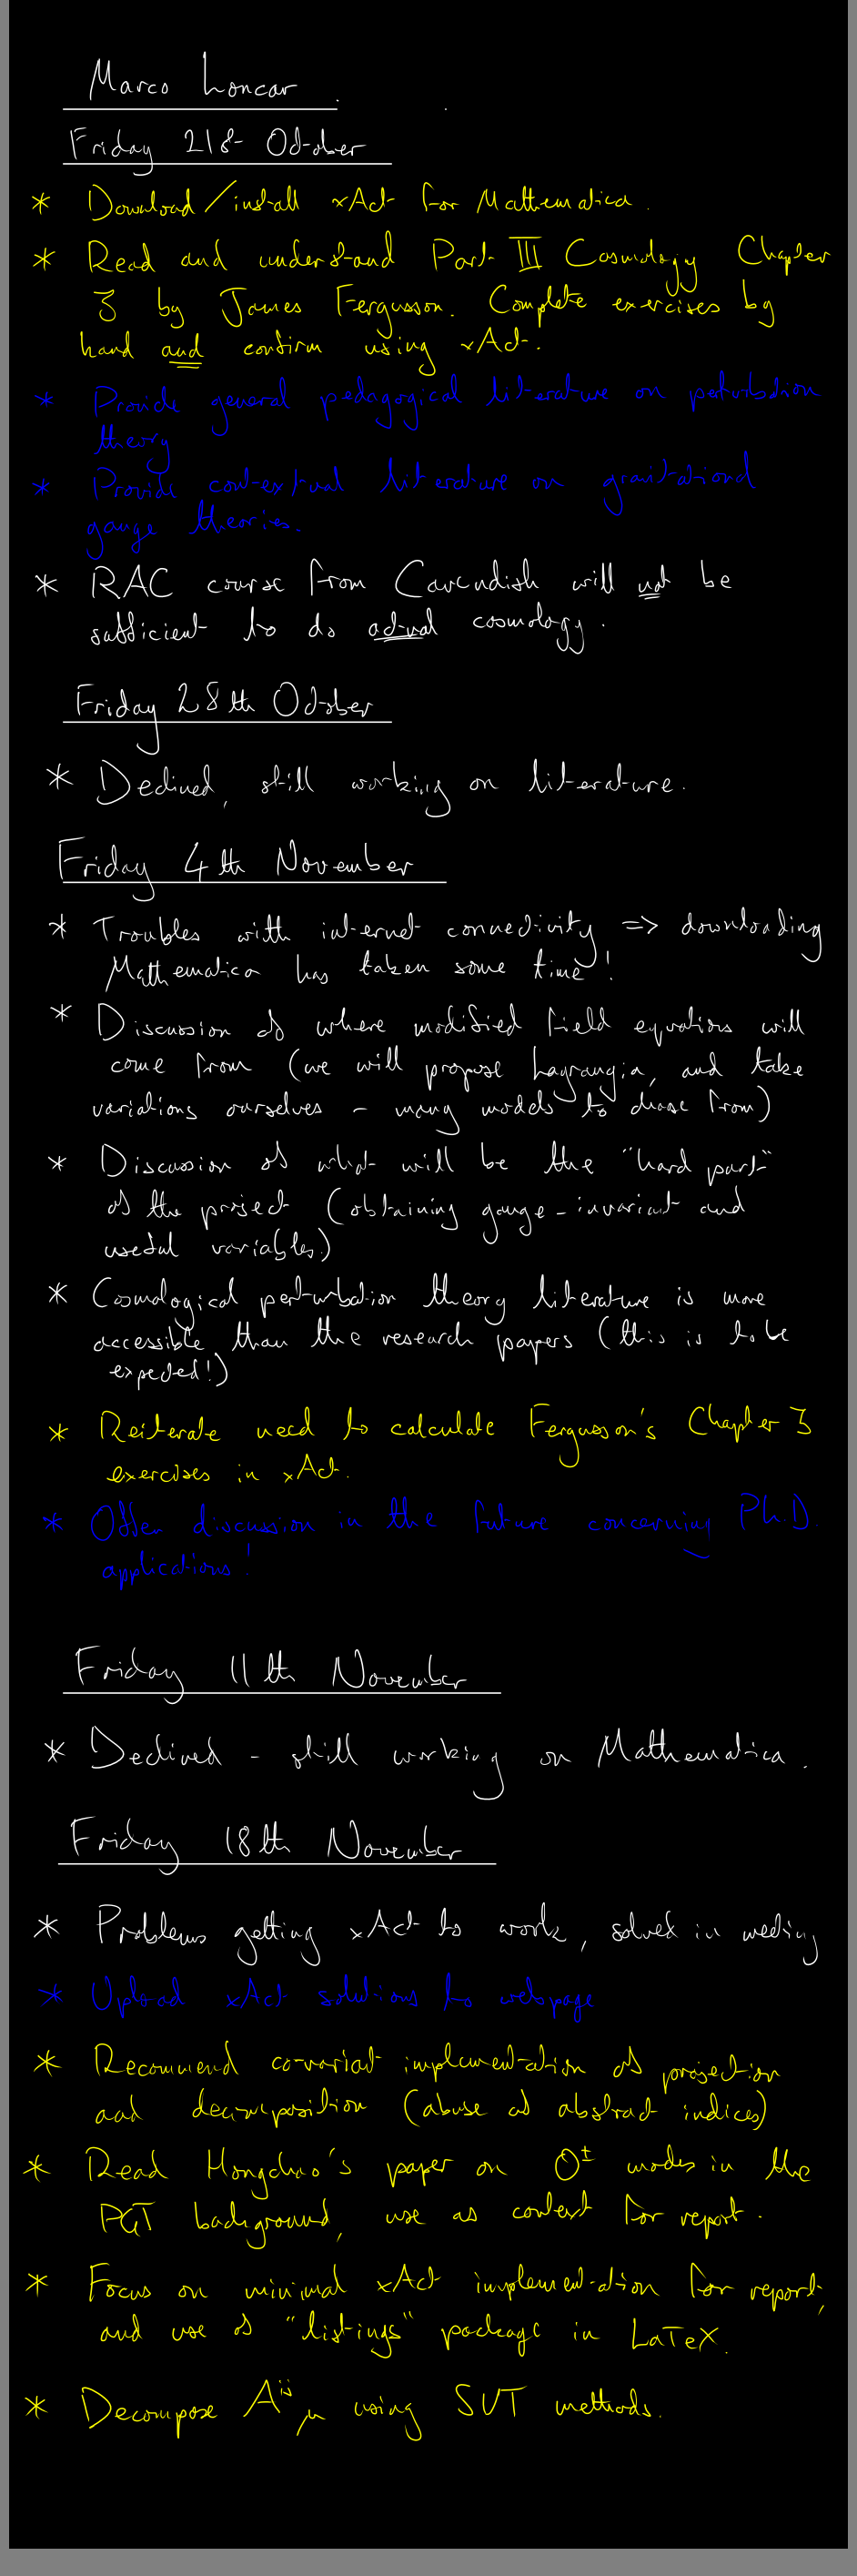 Marco Loncar
Friday 21st October
* Download/install xAct for Mathematica.
* Read and understand Part III Cosmology Chapter
3 by James Fergusson. Complete exercises by
hand and confirm using xAct.
* Provide general pedagogical literature on perturbation
theory
* Provide contextual literature on gravitational
gauge theories.
* RAC course from Cavendish will not be
sufficient to do actual cosmology.
Friday 28th October
* Declined, still working on literature.
Friday 4th November
* Troubles with internet connectivity => downloading
Mathematica has taken some time!
* Discussion of where modified field equations will
come from (we will propose Lagrangia, and take
variations ourselves - many models to choose from)
* Discussion of what will be the "hard part"
of the project (obtaining gauge-invariant and
useful variables)
* Cosmological perturbation theory literature is more
accessible than the research papers (this is to be
expected!)
* Reiterate need to calculate Fergusson's Chapter 3
exercises in xAct.
* Offer discussion in the future concerning Ph.D.
applications!
Friday 11th November
* Declined - still working on Mathematica.
Friday 18th November
* Problems getting xAct to work, solved in meeting
* Upload xAct solutions to webpage
* Recommend co-variant implementation of projection
and decomposition (abuse of abstract indices)
* Read Hongchao's paper on 0± modes in the
PGT background, use as context for report.
* Focus on minimal xAct implementation for report,
and use of "listings" package in LaTeX.
* Decompose A^{ij}_μ using SVT methods.